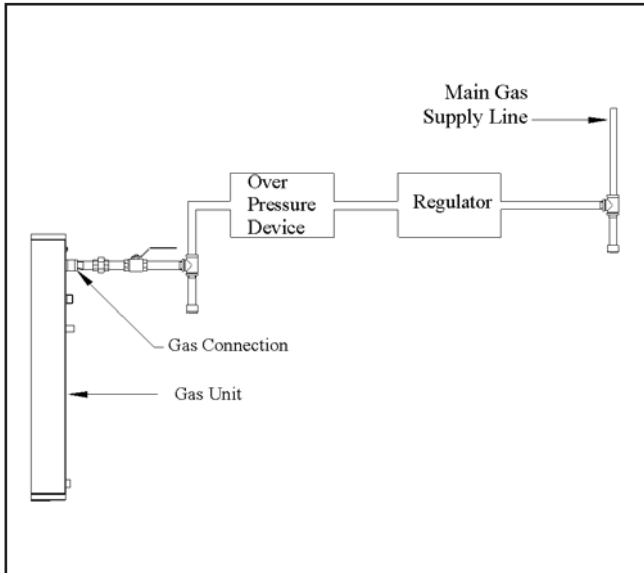 Main Gas
Supply Line
Over
Pressure
Device
Regulator
Gas Connection
Gas Unit